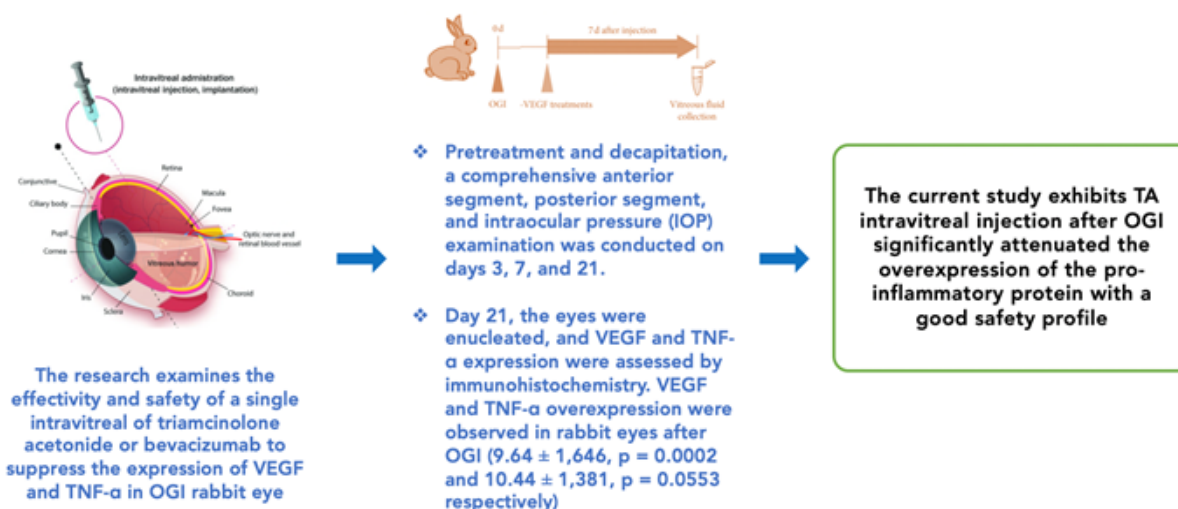 Intravitreal admistration
(intravitreal injection, implantation)
Retina
Conjunctive
Macula
Ciliary body
Fovea
Pupil
Optic nerve and
retinal blood vessel
Cornea
Vitreous humor
Iris
Choroid
Sclera
The research examines the
effectivity and safety of a single
intravitreal of triamcinolone
acetonide or bevacizumab to
suppress the expression of VEGF
and TNF-α in OGI rabbit eye
0d
7d after injection
OGI
-VEGF treatments
Vitreous fluid
collection
❖ Pretreatment and decapitation,
a comprehensive anterior
segment, posterior segment,
and intraocular pressure (IOP)
examination was conducted on
days 3, 7, and 21.
❖ Day 21, the eyes were
enucleated, and VEGF and TNF-
α expression were assessed by
immunohistochemistry. VEGF
and TNF-α overexpression were
observed in rabbit eyes after
OGI (9.64 ± 1,646, p = 0.0002
and 10.44 ± 1,381, p = 0.0553
respectively)
The current study exhibits TA
intravitreal injection after OGI
significantly attenuated the
overexpression of the pro-
inflammatory protein with a
good safety profile